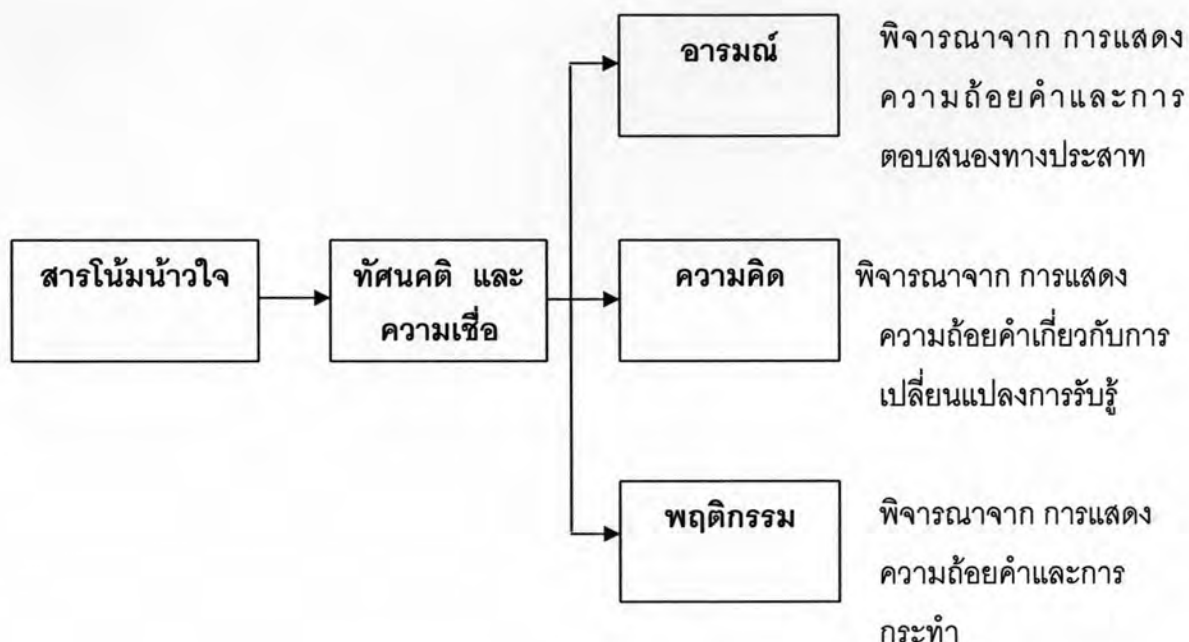 อารมณ์
พิจารณาจาก การแสดง
ความถ้อยคำและการ
ตอบสนองทางประสาท
สารโน้มน้าวใจ
ทัศนคติ และ
ความเชื่อ
ความคิด
พิจารณาจาก การแสดง
ความถ้อยคำเกี่ยวกับการ
เปลี่ยนแปลงการรับรู้
พฤติกรรม
พิจารณาจาก การแสดง
ความถ้อยคำและการ
กระทำ